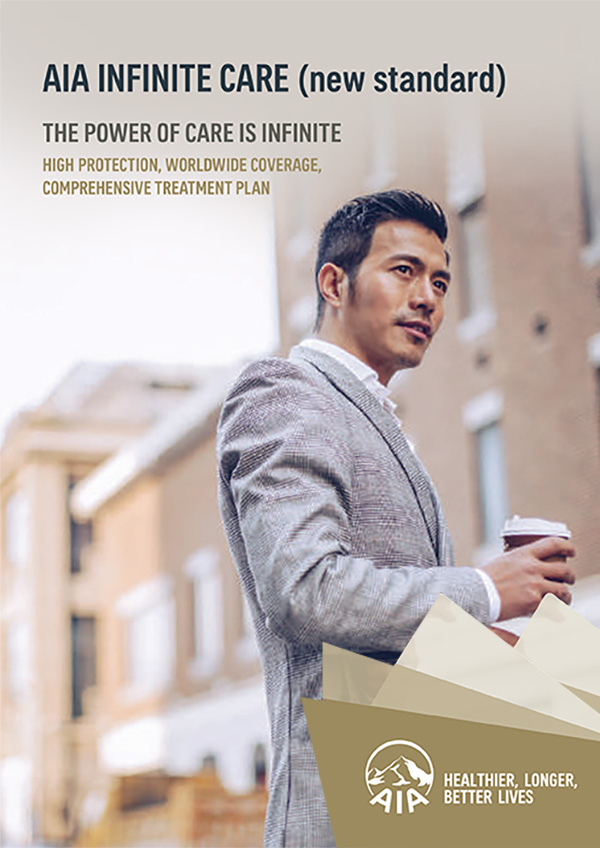 AIA INFINITE CARE (new standard)
THE POWER OF CARE IS INFINITE
HIGH PROTECTION, WORLDWIDE COVERAGE,
COMPREHENSIVE TREATMENT PLAN
AIA
HEALTHIER, LONGER,
BETTER LIVES